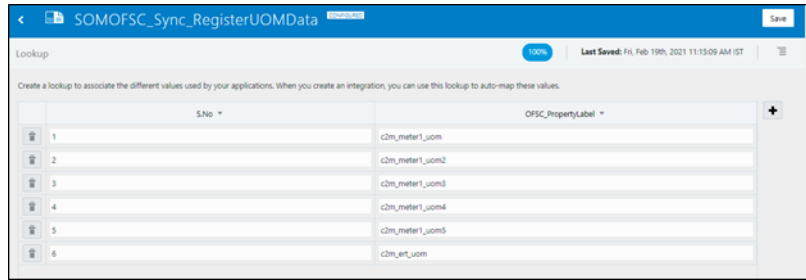 SOMOFSC_Sync_RegisterUOMData CONFIGURED Save
Lookup 100% Last Saved: Fri, Feb 19th, 2021 11:15:09 AM IST
Create a lookup to associate the different values used by your applications. When you create an integration, you can use this lookup to auto-map these values.
S.No OFSC_PropertyLabel
1 c2m_meter1_uom
2 c2m_meter1_uom2
3 c2m_meter1_uom3
4 c2m_meter1_uom4
5 c2m_meter1_uom5
6 c2m_ert_uom